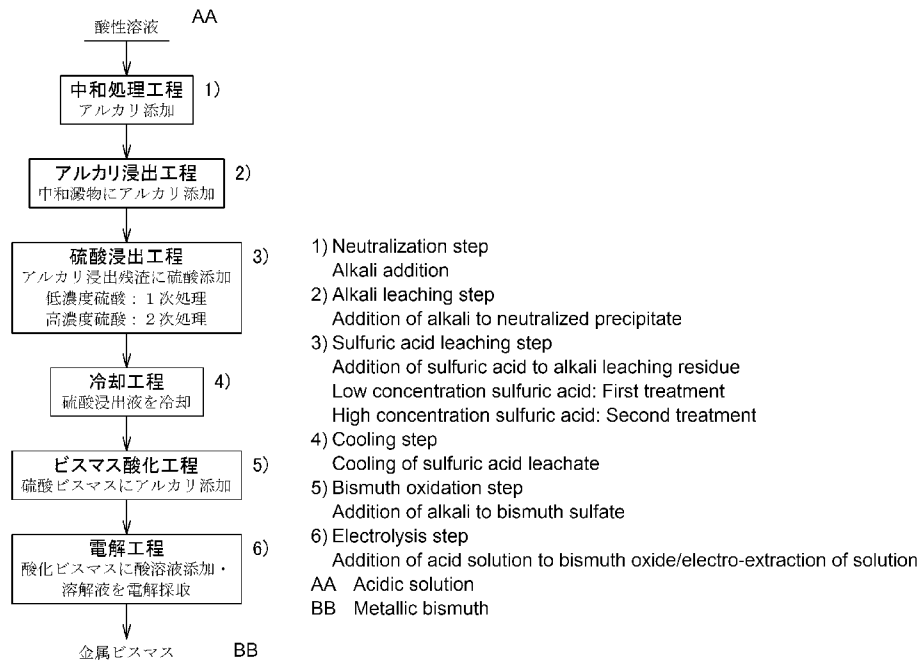 酸性溶液 AA
中和処理工程 1)
アルカリ添加
アルカリ浸出工程 2)
中和澱物にアルカリ添加
硫酸浸出工程 3)
アルカリ浸出残渣に硫酸添加
低濃度硫酸：1次処理
高濃度硫酸：2次処理
冷却工程 4)
硫酸浸出液を冷却
ビスマス酸化工程 5)
硫酸ビスマスにアルカリ添加
電解工程 6)
酸化ビスマスに酸溶液添加・
溶解液を電解採取
金属ビスマス BB
1) Neutralization step
Alkali addition
2) Alkali leaching step
Addition of alkali to neutralized precipitate
3) Sulfuric acid leaching step
Addition of sulfuric acid to alkali leaching residue
Low concentration sulfuric acid: First treatment
High concentration sulfuric acid: Second treatment
4) Cooling step
Cooling of sulfuric acid leachate
5) Bismuth oxidation step
Addition of alkali to bismuth sulfate
6) Electrolysis step
Addition of acid solution to bismuth oxide/electro-extraction of solution
AA Acidic solution
BB Metallic bismuth